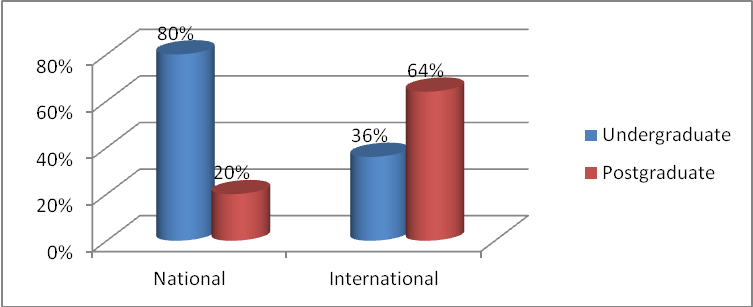 80%
60%
40%
20%
0%
80%
20%
36%
64%
National
International
Undergraduate
Postgraduate